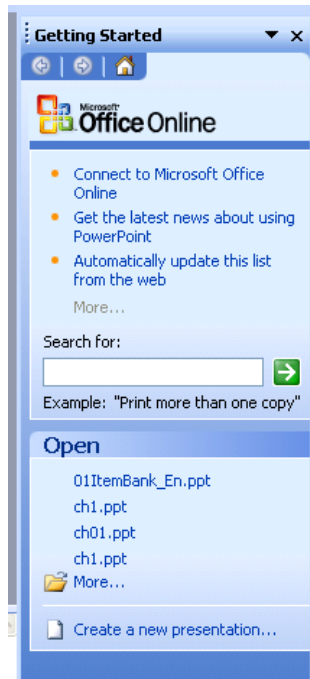 Getting Started
Microsoft
Office Online
Connect to Microsoft Office
Online
Get the latest news about using
PowerPoint
Automatically update this list
from the web
More...
Search for:
Example: "Print more than one copy"
Open
01ItemBank_En.ppt
ch1.ppt
ch01.ppt
ch1.ppt
More...
Create a new presentation...